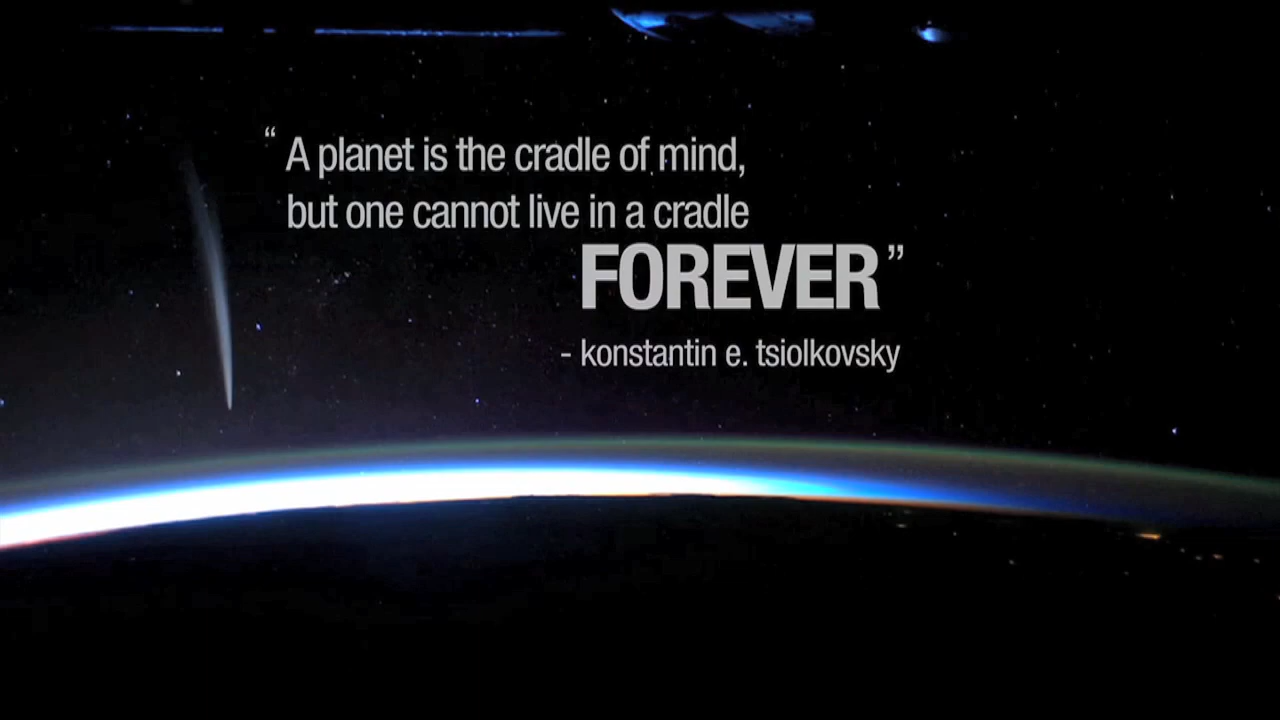 “ A planet is the cradle of mind,
but one cannot live in a cradle
FOREVER ”
- konstantin e. tsiolkovsky